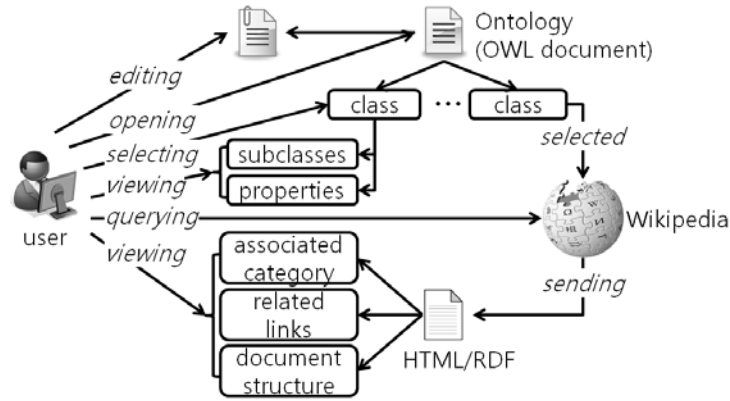 Ontology
(OWL document)
editing
opening
class ... class
selecting
selected
subclasses
viewing
properties
querying
Wikipedia
user
viewing
associated
category
sending
related
links
HTML/RDF
document
structure